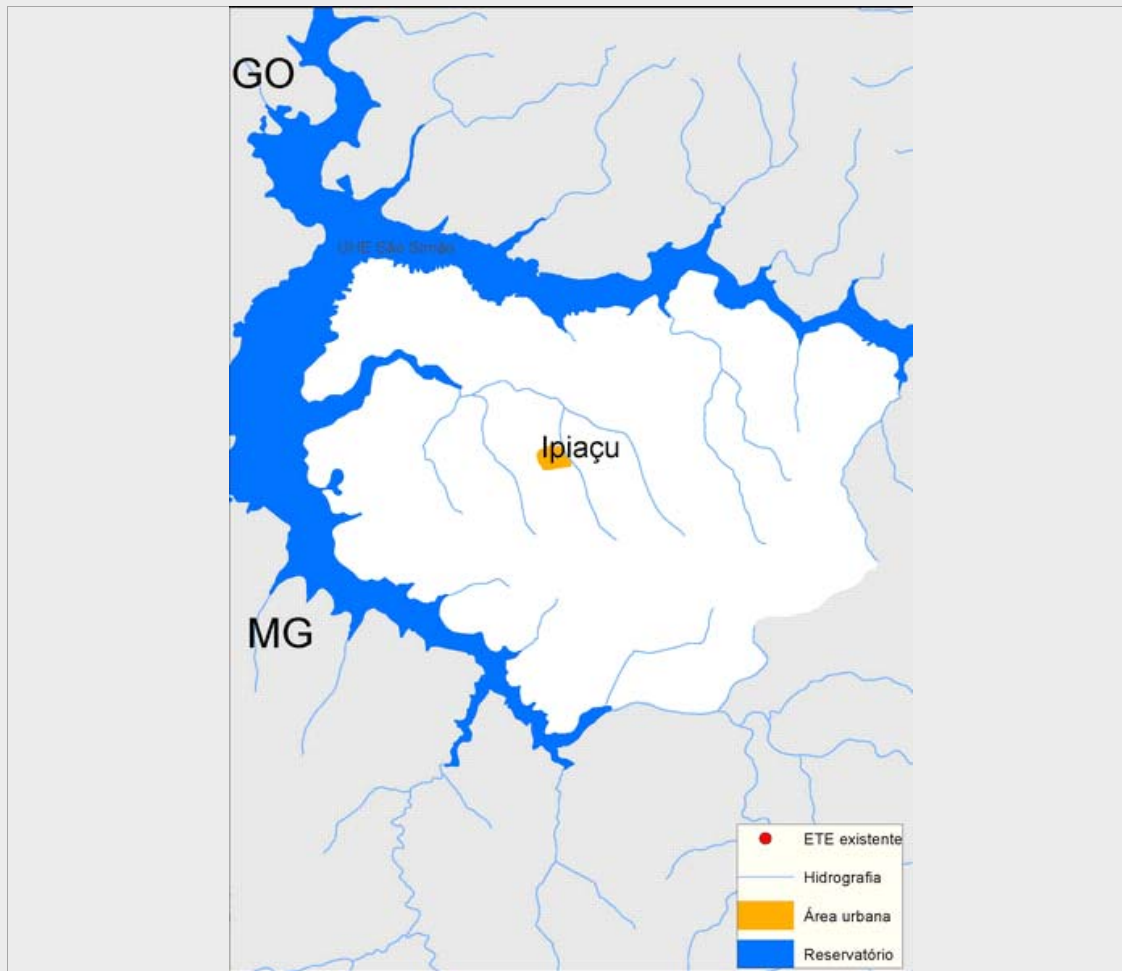 GO
UHE São Simão
Ipiaçu
MG
ETE existente
Hidrografia
Área urbana
Reservatório